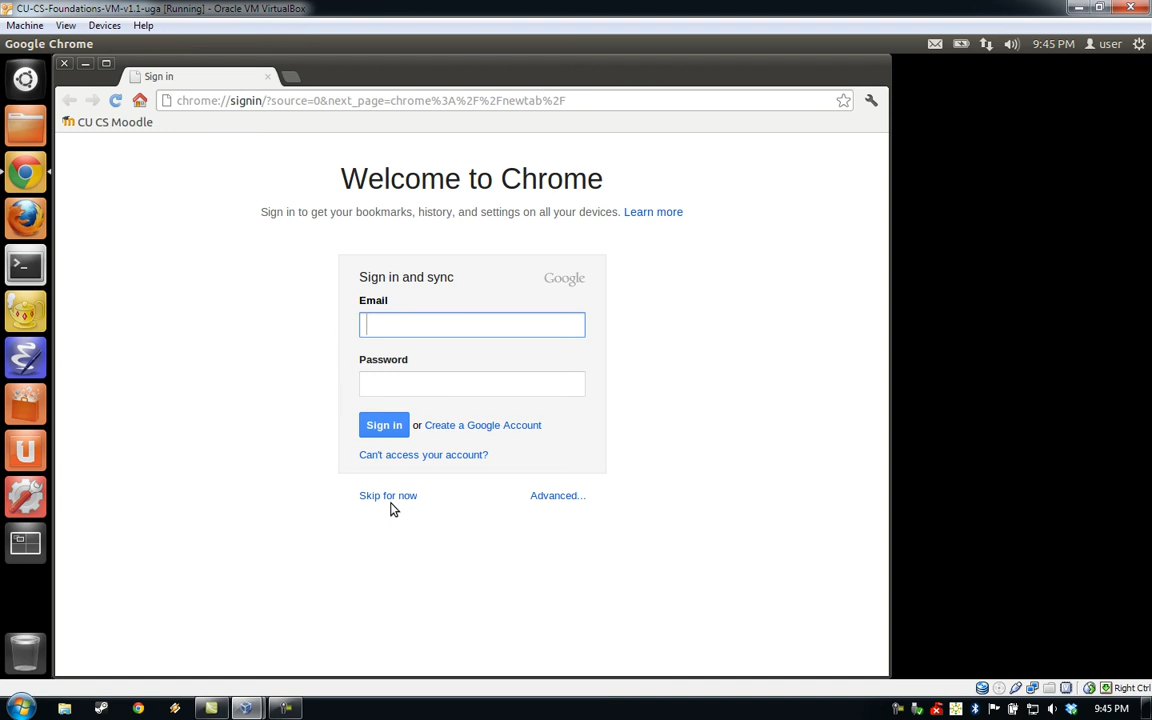 CU-CS-Foundations-VM-v1.1-uga [Running] - Oracle VM VirtualBox
Machine View Devices Help
Google Chrome 9:45 PM user
Sign in
chrome://signin/?source=0&next_page=chrome%3A%2F%2Fnewtab%2F
CU CS Moodle
Welcome to Chrome
Sign in to get your bookmarks, history, and settings on all your devices. Learn more
Sign in and sync Google
Email
Password
Sign in or Create a Google Account
Can't access your account?
Skip for now Advanced...
Right Ctrl
9:45 PM